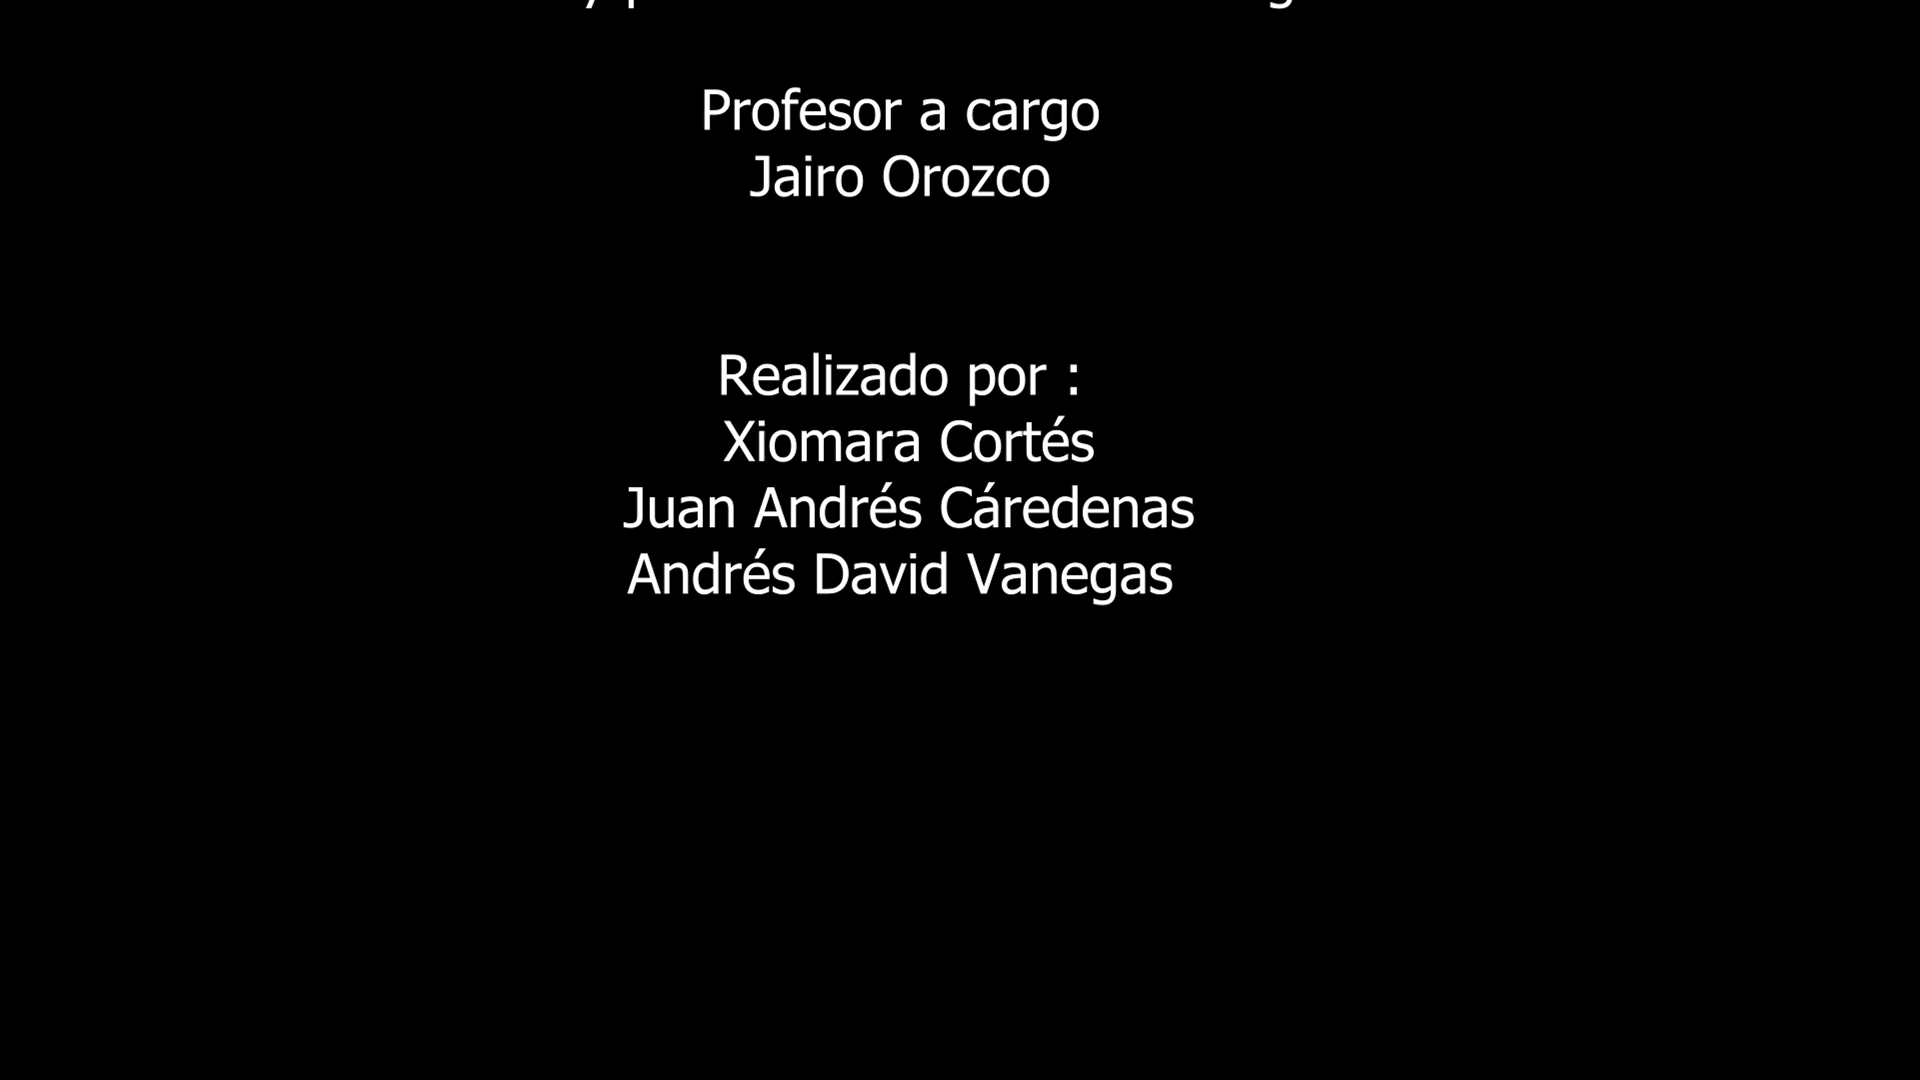 Profesor a cargo
Jairo Orozco
Realizado por :
Xiomara Cortés
Juan Andrés Cáredenas
Andrés David Vanegas